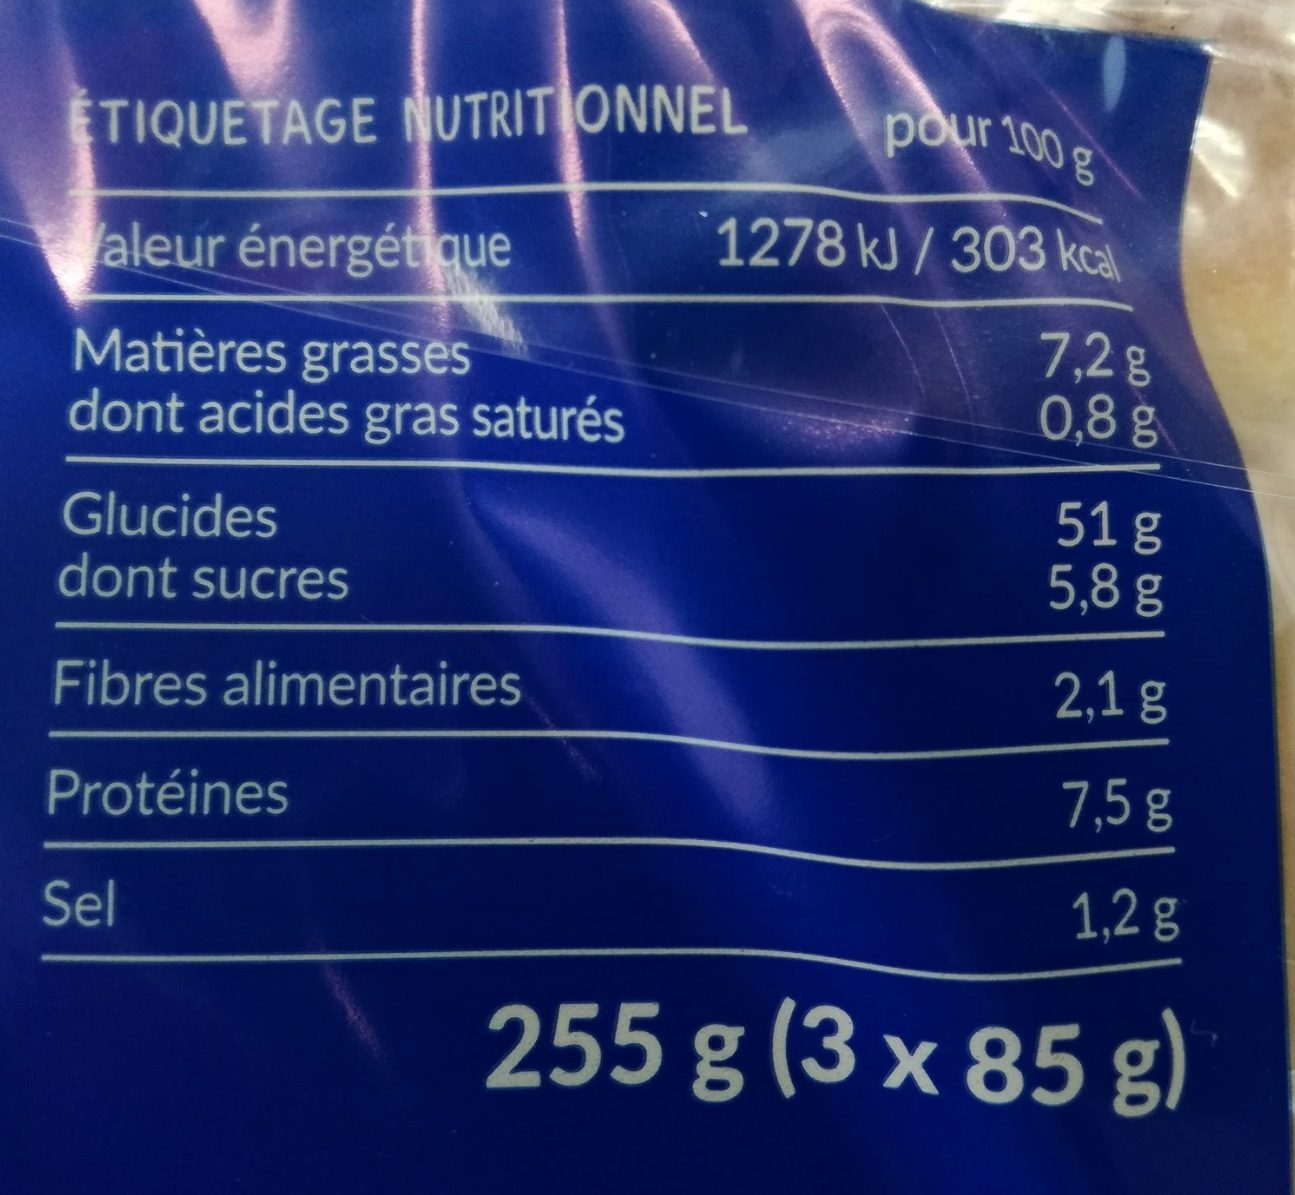 ÉTIQUETAGE NUTRITIONNEL pour 100 g
Valeur énergétique 1278 kJ / 303 kcal
Matières grasses 7,2 g
dont acides gras saturés 0,8 g
Glucides 51 g
dont sucres 5,8 g
Fibres alimentaires 2,1 g
Protéines 7,5 g
Sel 1,2 g
255 g (3 x 85 g)